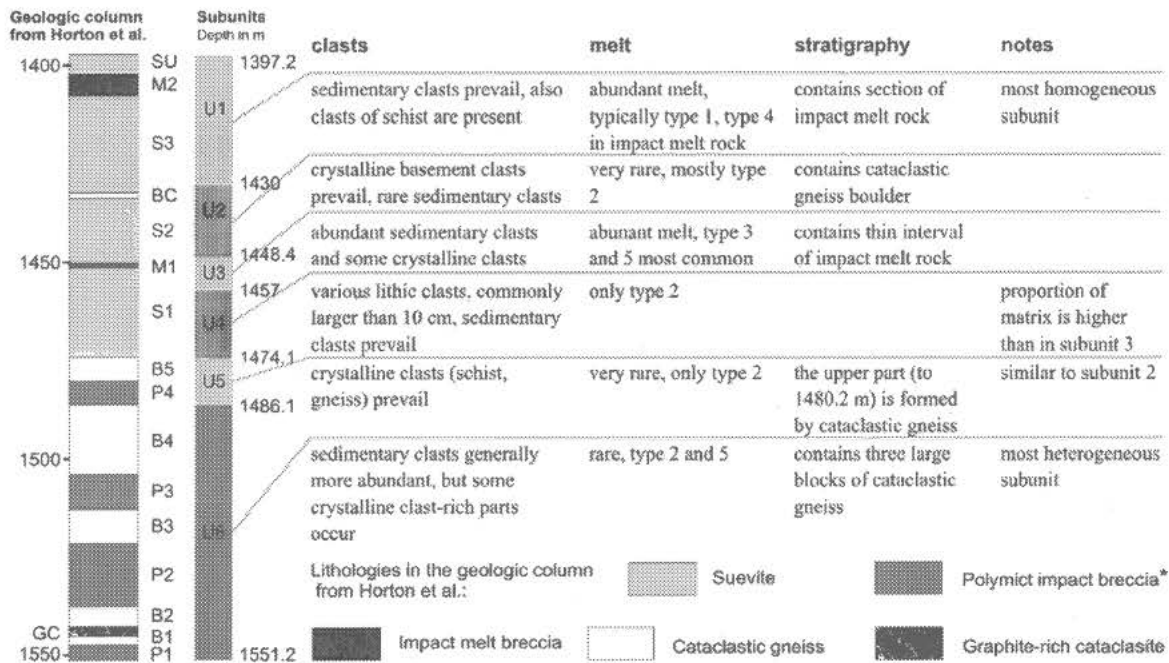 Geologic column
from Horton et al.
Subunits
Depth in m
clasts
melt
stratigraphy
notes
1400
1450
1500
1550
SU
M2
S3
BC
S2
M1
S1
B5
P4
B4
P3
B3
P2
B2
GC
B1
P1
U1
U2
U3
U4
U5
U6
1397.2
1430
1448.4
1457
1474.1
1486.1
1551.2
sedimentary clasts prevail, also
clasts of schist are present
abundant melt,
typically type 1, type 4
in impact melt rock
contains section of
impact melt rock
most homogeneous
subunit
crystalline basement clasts
prevail, rare sedimentary clasts
very rare, mostly type
2
contains cataclastic
gneiss boulder
abundant sedimentary clasts
and some crystalline clasts
abunant melt, type 3
and 5 most common
contains thin interval
of impact melt rock
various lithic clasts, commonly
larger than 10 cm, sedimentary
clasts prevail
only type 2
proportion of
matrix is higher
than in subunit 3
crystalline clasts (schist,
gneiss) prevail
very rare, only type 2
the upper part (to
1480.2 m) is formed
by cataclastic gneiss
similar to subunit 2
sedimentary clasts generally
more abundant, but some
crystalline clast-rich parts
occur
rare, type 2 and 5
contains three large
blocks of cataclastic
gneiss
most heterogeneous
subunit
Lithologies in the geologic column
from Horton et al.:
Suevite
Polymict impact breccia*
Impact melt breccia
Cataclastic gneiss
Graphite-rich cataclasite